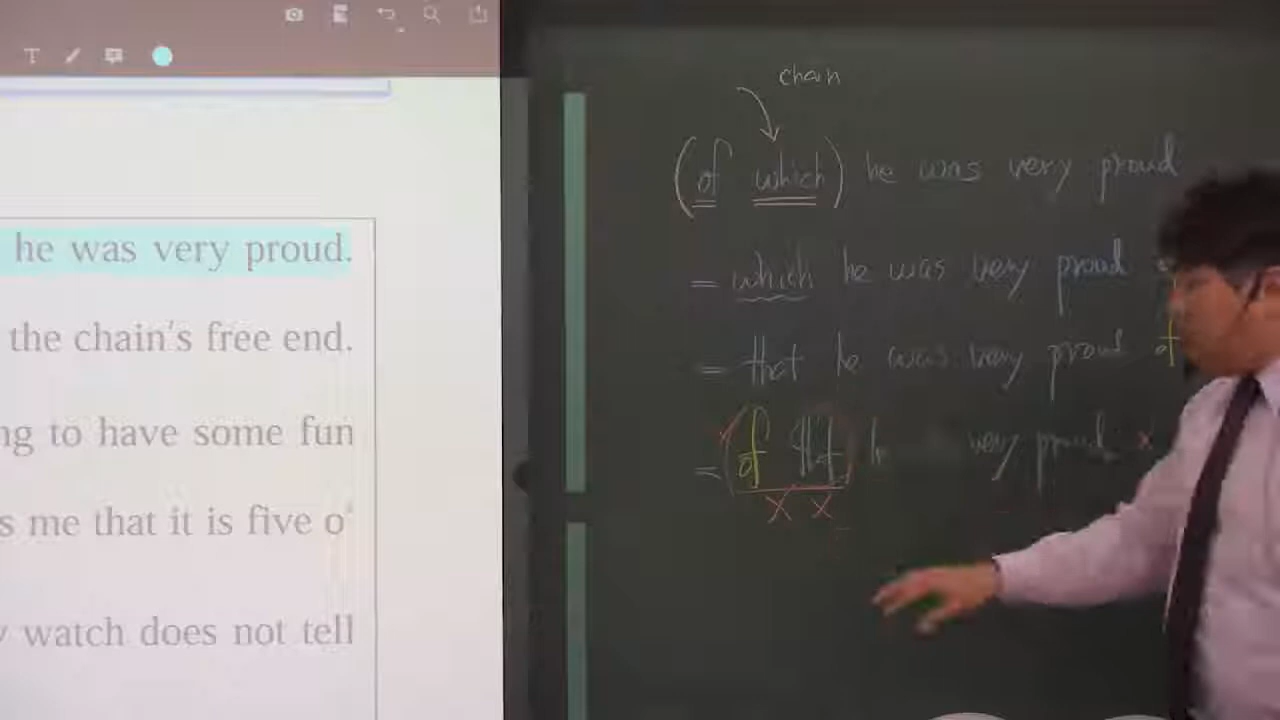 he was very proud.
the chain's free end.
ng to have some fun
s me that it is five o'
watch does not tell
chain
(of which) he was very proud
= which he was very proud
= that he was very proud of
= (of that) very proud x
x x